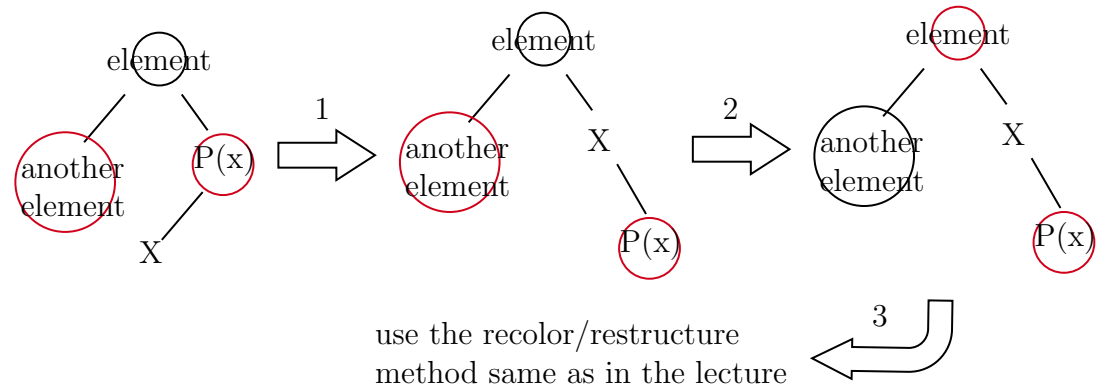 element
another
element
P(x)
X
1
element
another
element
X
P(x)
2
element
another
element
X
P(x)
3
use the recolor/restructure
method same as in the lecture